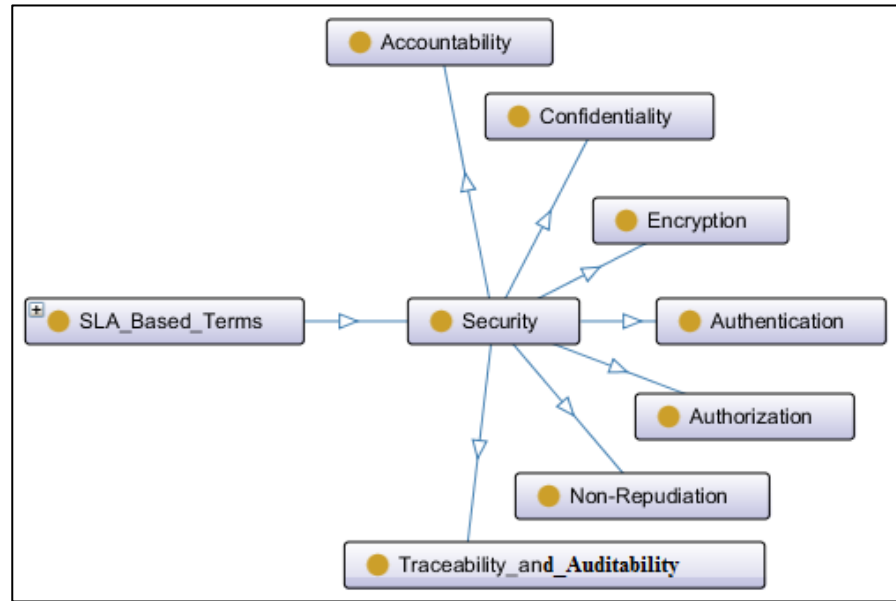 Accountability
Confidentiality
Encryption
SLA_Based_Terms
Security
Authentication
Authorization
Non-Repudiation
Traceability_and_Auditability